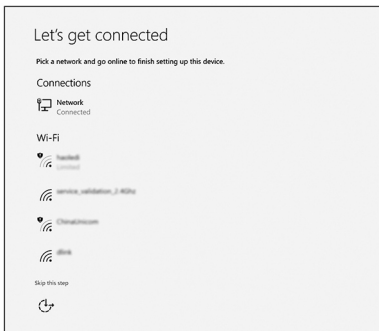 Let's get connected
Pick a network and go online to finish setting up this device.
Connections
Network
Connected
Wi-Fi
Limited
service_validation_2.4Ghz
ChinaUnicom
dlink
Skip this step